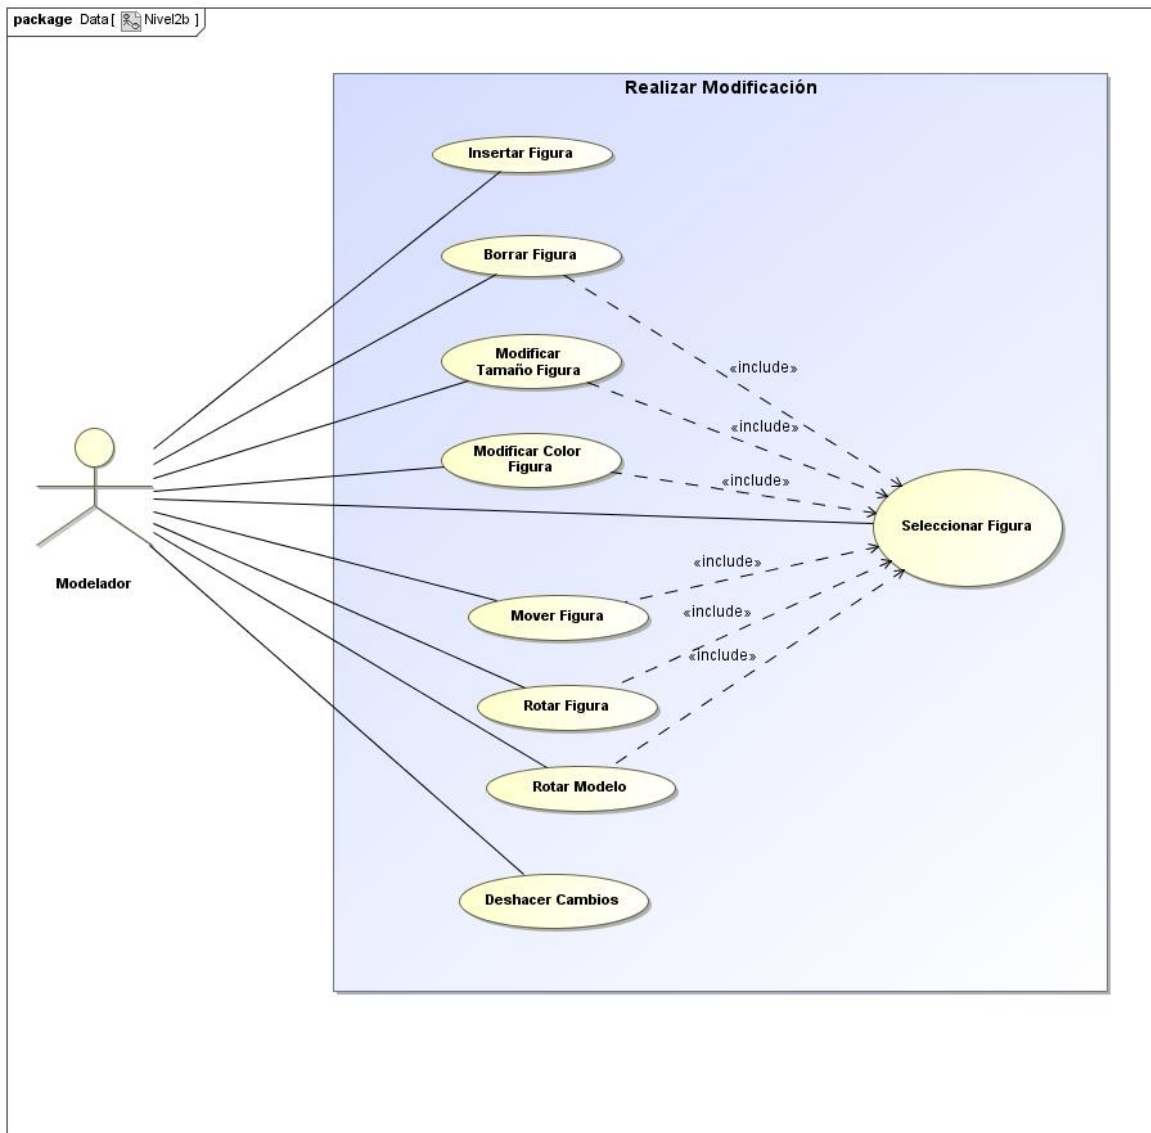 package Data [ Nivel2b ]
Realizar Modificación
Insertar Figura
Borrar Figura
Modificar
Tamaño Figura
«include»
«include»
Modificar Color
Figura
«include»
Seleccionar Figura
Modelador
«include»
Mover Figura
«include»
«include»
Rotar Figura
Rotar Modelo
Deshacer Cambios